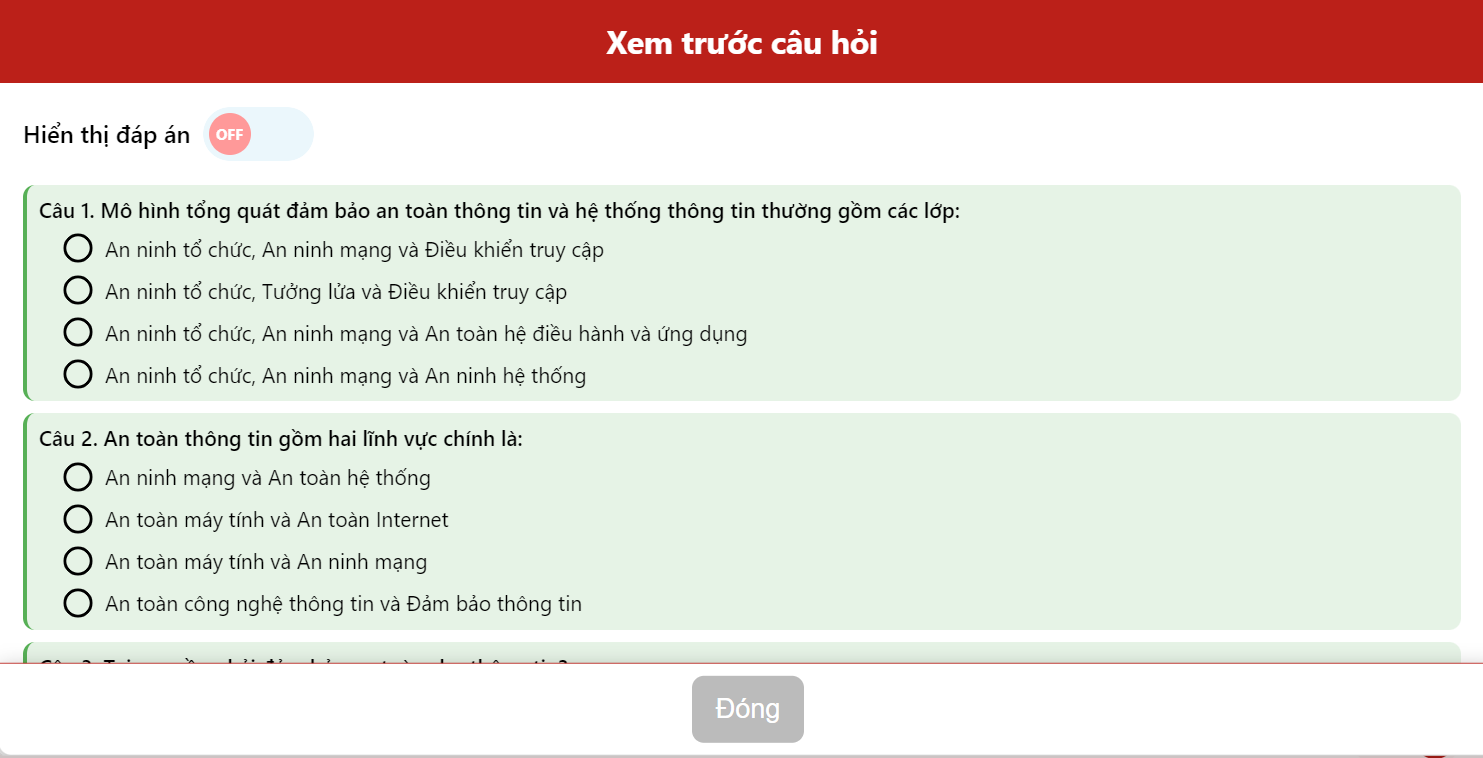 Xem trước câu hỏi
Hiển thị đáp án OFF
Câu 1. Mô hình tổng quát đảm bảo an toàn thông tin và hệ thống thông tin thường gồm các lớp:
An ninh tổ chức, An ninh mạng và Điều khiển truy cập
An ninh tổ chức, Tưởng lửa và Điều khiển truy cập
An ninh tổ chức, An ninh mạng và An toàn hệ điều hành và ứng dụng
An ninh tổ chức, An ninh mạng và An ninh hệ thống
Câu 2. An toàn thông tin gồm hai lĩnh vực chính là:
An ninh mạng và An toàn hệ thống
An toàn máy tính và An toàn Internet
An toàn máy tính và An ninh mạng
An toàn công nghệ thông tin và Đảm bảo thông tin
Đóng